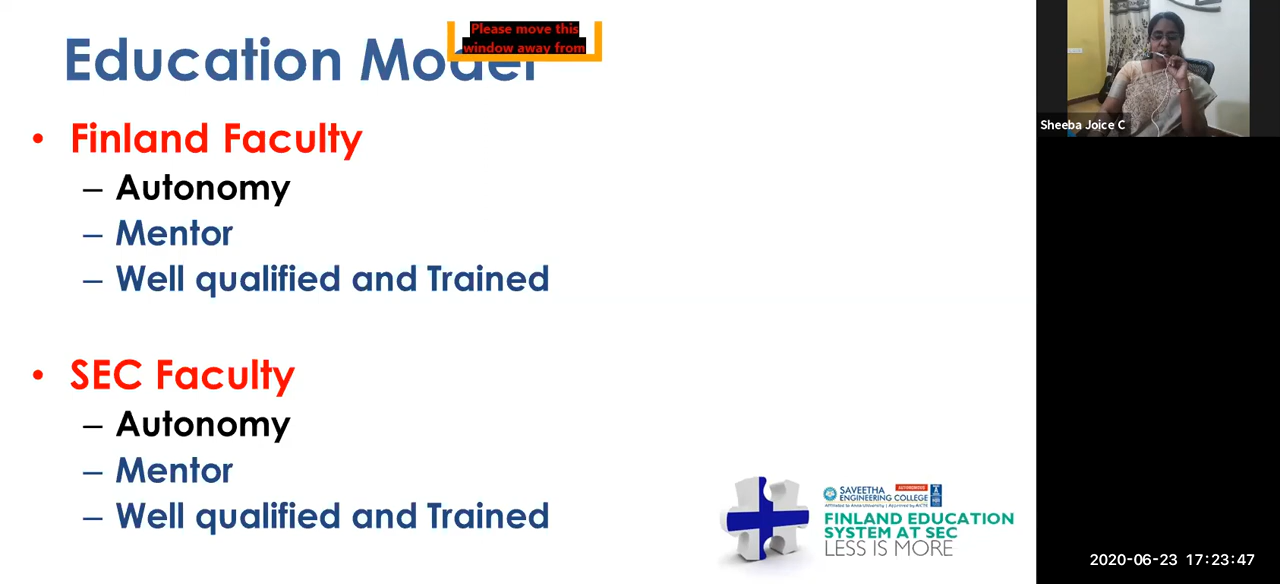 Please move this
window away from
Education Model
• Finland Faculty
– Autonomy
– Mentor
– Well qualified and Trained
• SEC Faculty
– Autonomy
– Mentor
– Well qualified and Trained
Sheeba Joice C
SAVEETHA AUTONOMOUS
ENGINEERING COLLEGE
Affiliated to Anna University | Approved by AICTE
FINLAND EDUCATION
SYSTEM AT SEC
LESS IS MORE
2020-06-23 17:23:47